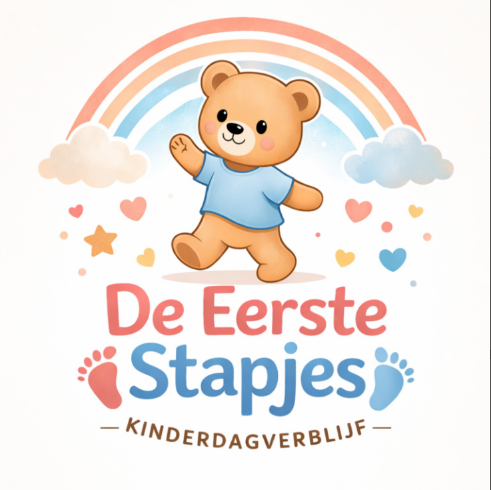 De Eerste
Stapjes
— KINDERDAGVERBLIJF —